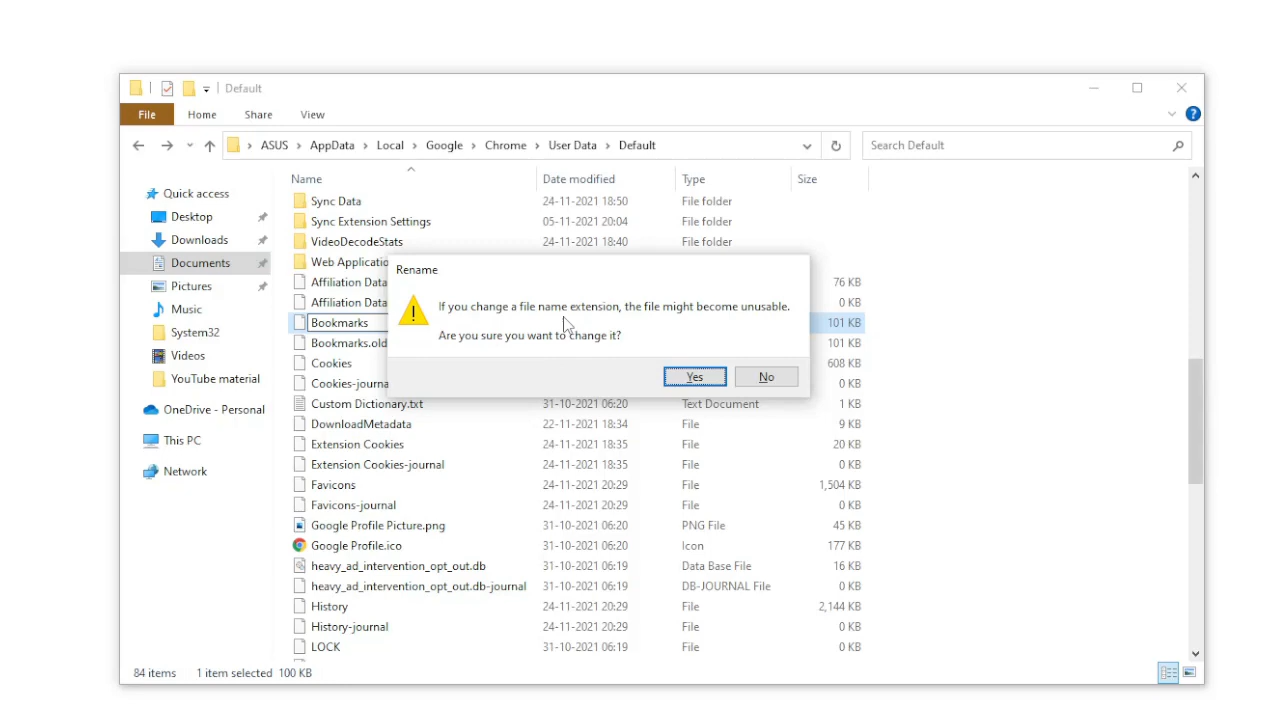 Default
File Home Share View
ASUS AppData Local Google Chrome User Data Default
Search Default
Name Date modified Type Size
Quick access
Desktop
Downloads
Documents
Pictures
Music
System32
Videos
YouTube material
OneDrive - Personal
This PC
Network
Sync Data 24-11-2021 18:50 File folder
Sync Extension Settings 05-11-2021 20:04 File folder
VideoDecodeStats 24-11-2021 18:40 File folder
Web Applicatio
Affiliation Data 76 KB
Affiliation Data 0 KB
Bookmarks 101 KB
Bookmarks.old 101 KB
Cookies 608 KB
Cookies-journa 0 KB
Custom Dictionary.txt 31-10-2021 06:20 Text Document 1 KB
DownloadMetadata 22-11-2021 18:34 File 9 KB
Extension Cookies 24-11-2021 18:35 File 20 KB
Extension Cookies-journal 24-11-2021 18:35 File 0 KB
Favicons 24-11-2021 20:29 File 1,504 KB
Favicons-journal 24-11-2021 20:29 File 0 KB
Google Profile Picture.png 31-10-2021 06:20 PNG File 45 KB
Google Profile.ico 31-10-2021 06:20 Icon 177 KB
heavy_ad_intervention_opt_out.db 31-10-2021 06:19 Data Base File 16 KB
heavy_ad_intervention_opt_out.db-journal 31-10-2021 06:19 DB-JOURNAL File 0 KB
History 24-11-2021 20:29 File 2,144 KB
History-journal 24-11-2021 20:29 File 0 KB
LOCK 31-10-2021 06:19 File 0 KB
Rename
If you change a file name extension, the file might become unusable.
Are you sure you want to change it?
Yes No
84 items 1 item selected 100 KB